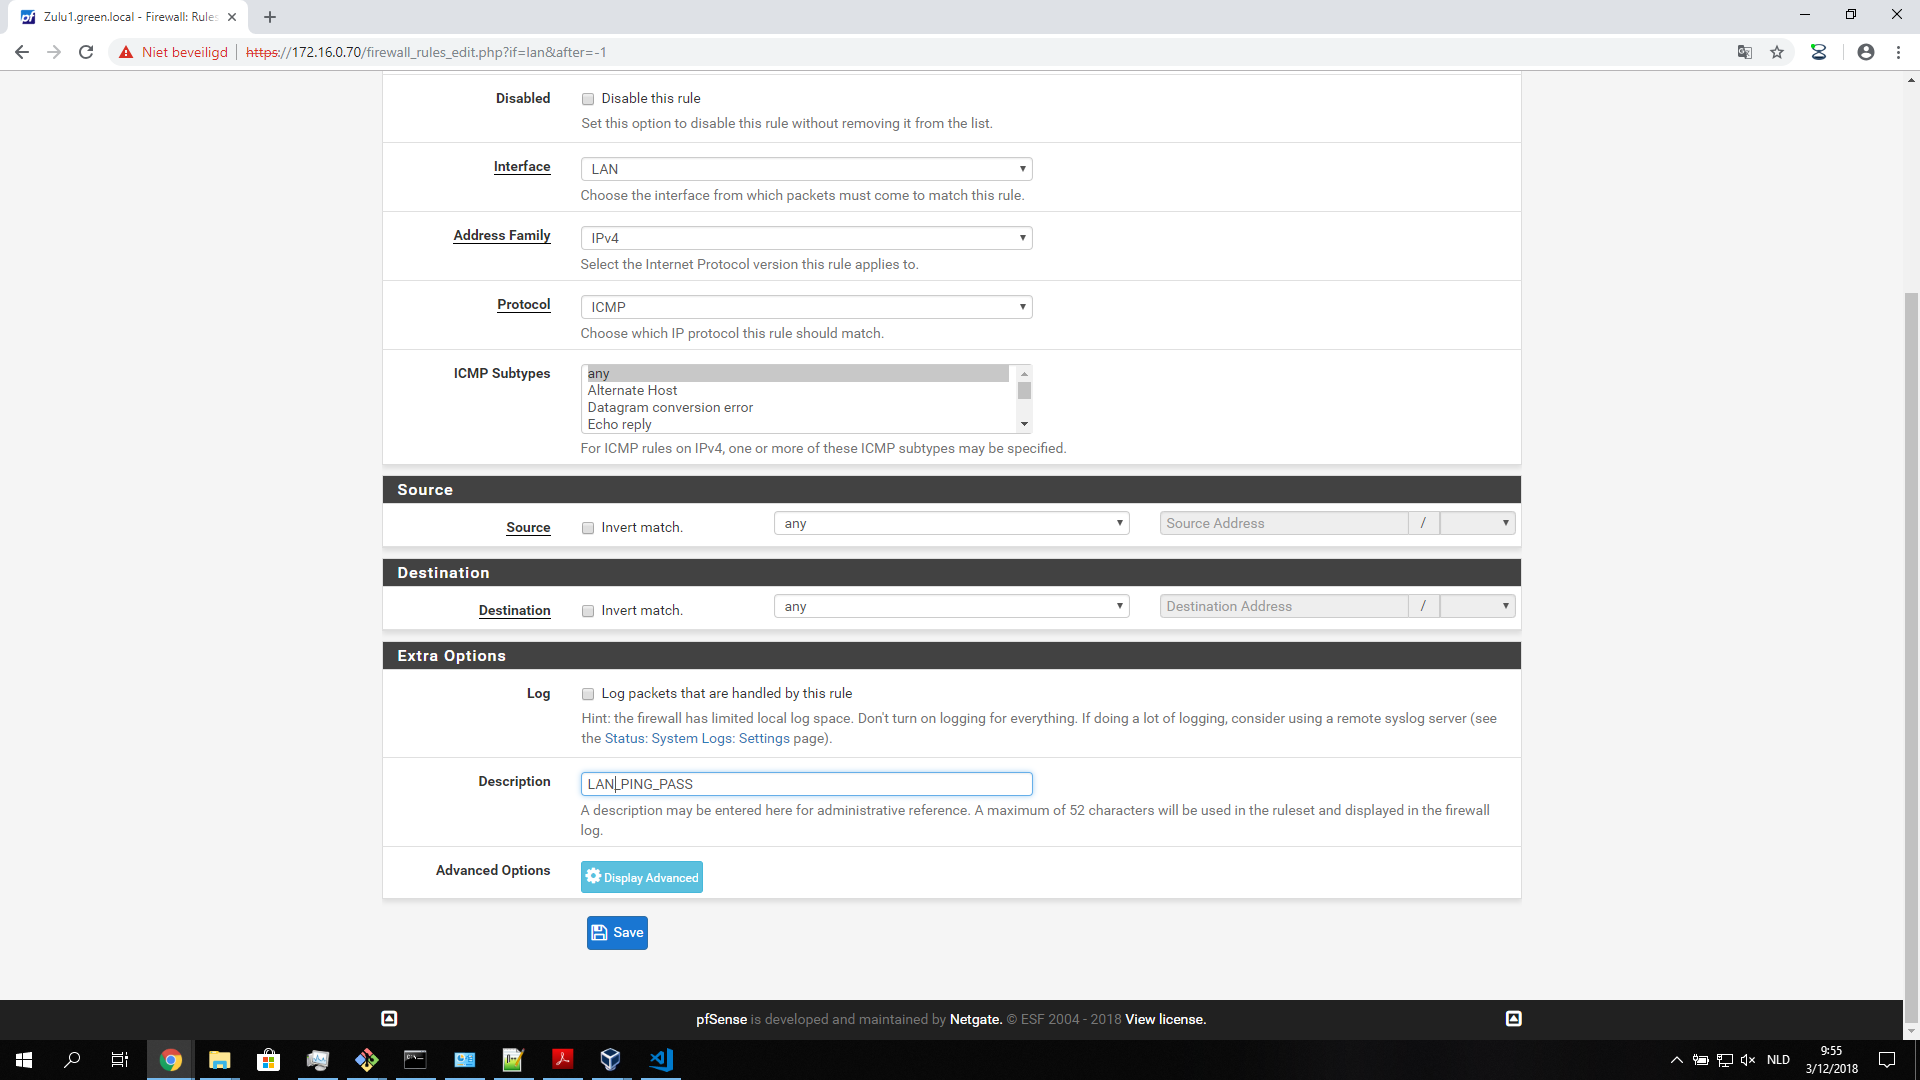 Zulu1.green.local - Firewall: Rules
Niet beveiligd
https://172.16.0.70/firewall_rules_edit.php?if=lan&after=-1
Disabled
Disable this rule
Set this option to disable this rule without removing it from the list.
Interface
LAN
Choose the interface from which packets must come to match this rule.
Address Family
IPv4
Select the Internet Protocol version this rule applies to.
Protocol
ICMP
Choose which IP protocol this rule should match.
ICMP Subtypes
any
Alternate Host
Datagram conversion error
Echo reply
For ICMP rules on IPv4, one or more of these ICMP subtypes may be specified.
Source
Source
Invert match.
any
Source Address
/
Destination
Destination
Invert match.
any
Destination Address
/
Extra Options
Log
Log packets that are handled by this rule
Hint: the firewall has limited local log space. Don't turn on logging for everything. If doing a lot of logging, consider using a remote syslog server (see
the Status: System Logs: Settings page).
Description
LAN_PING_PASS
A description may be entered here for administrative reference. A maximum of 52 characters will be used in the ruleset and displayed in the firewall
log.
Advanced Options
Display Advanced
Save
pfSense is developed and maintained by Netgate. © ESF 2004 - 2018 View license.
NLD
9:55
3/12/2018